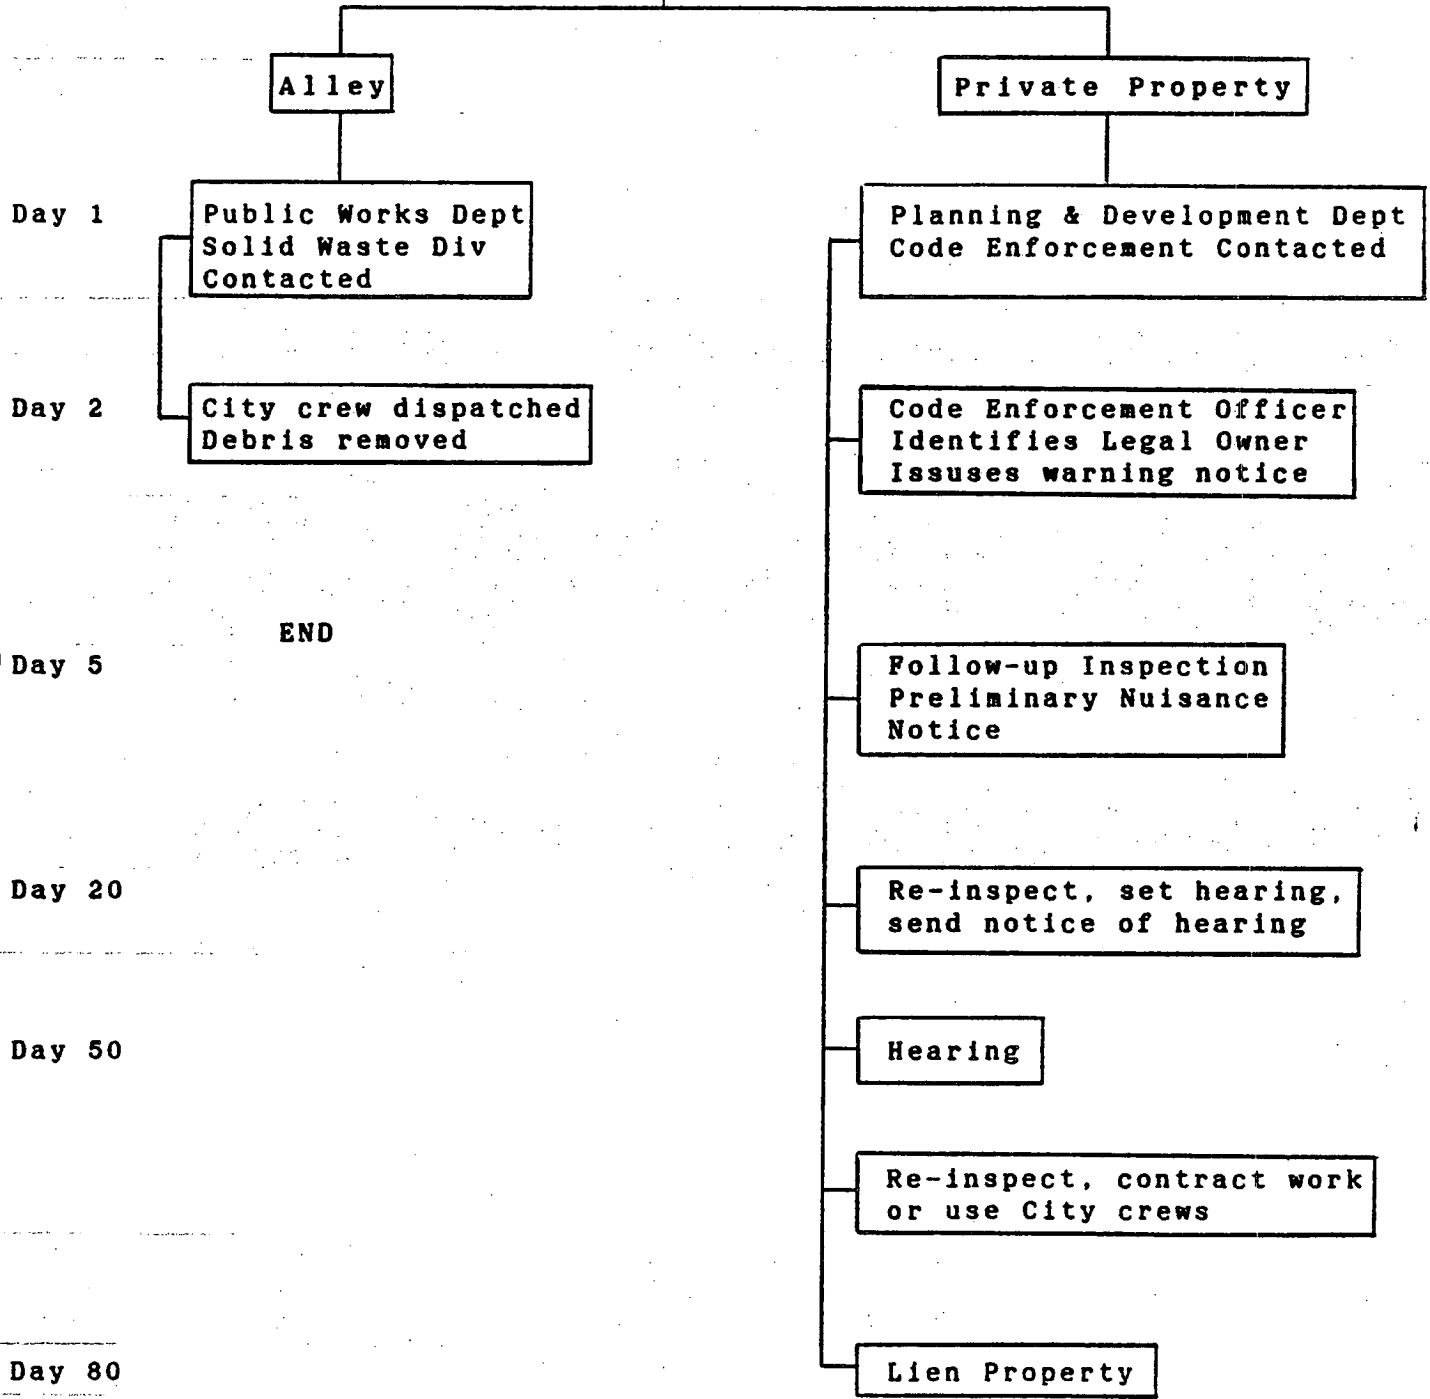 Alley
Private Property
Day 1
Public Works Dept
Solid Waste Div
Contacted
Planning & Development Dept
Code Enforcement Contacted
Day 2
City crew dispatched
Debris removed
Code Enforcement Officer
Identifies Legal Owner
Issuses warning notice
END
Day 5
Follow-up Inspection
Preliminary Nuisance
Notice
Day 20
Re-inspect, set hearing,
send notice of hearing
Day 50
Hearing
Re-inspect, contract work
or use City crews
Day 80
Lien Property